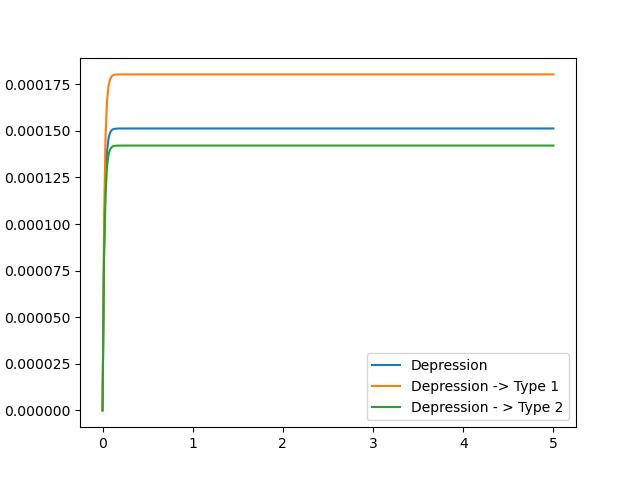 0.000175
0.000150
0.000125
0.000100
0.000075
0.000050
0.000025
0.000000
0 1 2 3 4 5
Depression
Depression -> Type 1
Depression - > Type 2